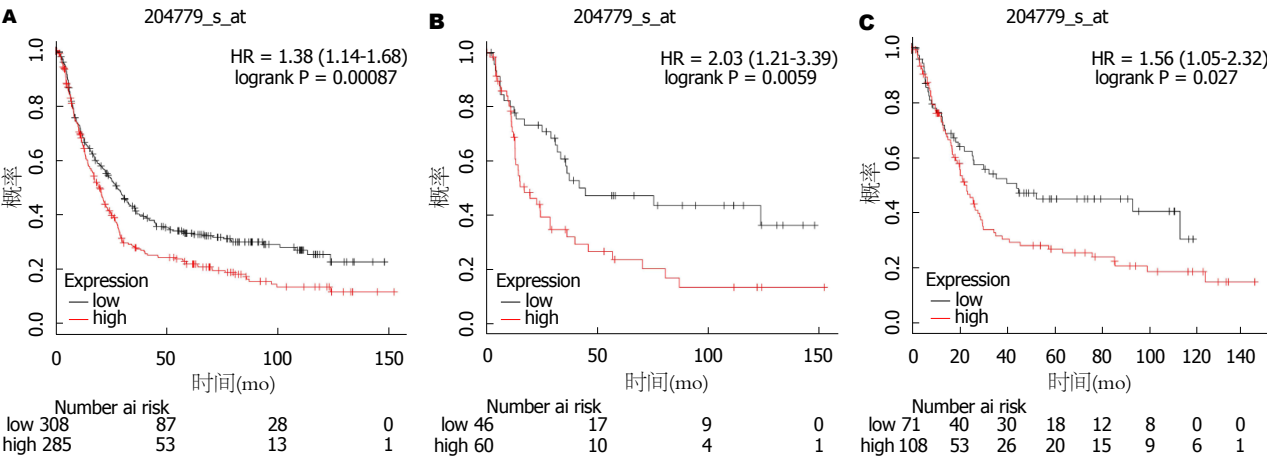 A
204779_s_at
HR = 1.38 (1.14-1.68)
logrank P = 0.00087
概率
1.0
0.8
0.6
0.4
0.2
0.0
Expression
low
high
0 50 100 150
时间(mo)
Number ai risk
low 308 87 28 0
high 285 53 13 1
B
204779_s_at
HR = 2.03 (1.21-3.39)
logrank P = 0.0059
概率
1.0
0.8
0.6
0.4
0.2
0.0
Expression
low
high
0 50 100 150
时间(mo)
Number ai risk
low 46 17 9 0
high 60 10 4 1
C
204779_s_at
HR = 1.56 (1.05-2.32)
logrank P = 0.027
概率
1.0
0.8
0.6
0.4
0.2
0.0
Expression
low
high
0 20 40 60 80 100 120 140
时间(mo)
Number ai risk
low 71 40 30 18 12 8 0 0
high 108 53 26 20 15 9 6 1